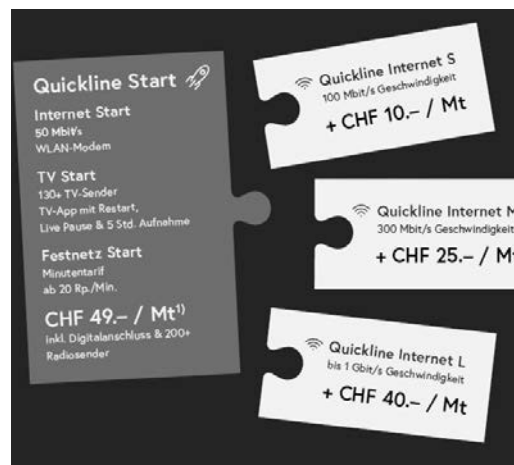 Quickline Start
Internet Start
50 Mbit/s
WLAN-Modem
TV Start
130+ TV-Sender
TV-App mit Restart,
Live Pause & 5 Std. Aufnahme
Festnetz Start
Minutentarif
ab 20 Rp./Min.
CHF 49.– / Mt¹⁾
inkl. Digitalanschluss & 200+
Radiosender
Quickline Internet S
100 Mbit/s Geschwindigkeit
+ CHF 10.– / Mt
Quickline Internet M
300 Mbit/s Geschwindigkeit
+ CHF 25.– / Mt
Quickline Internet L
bis 1 Gbit/s Geschwindigkeit
+ CHF 40.– / Mt